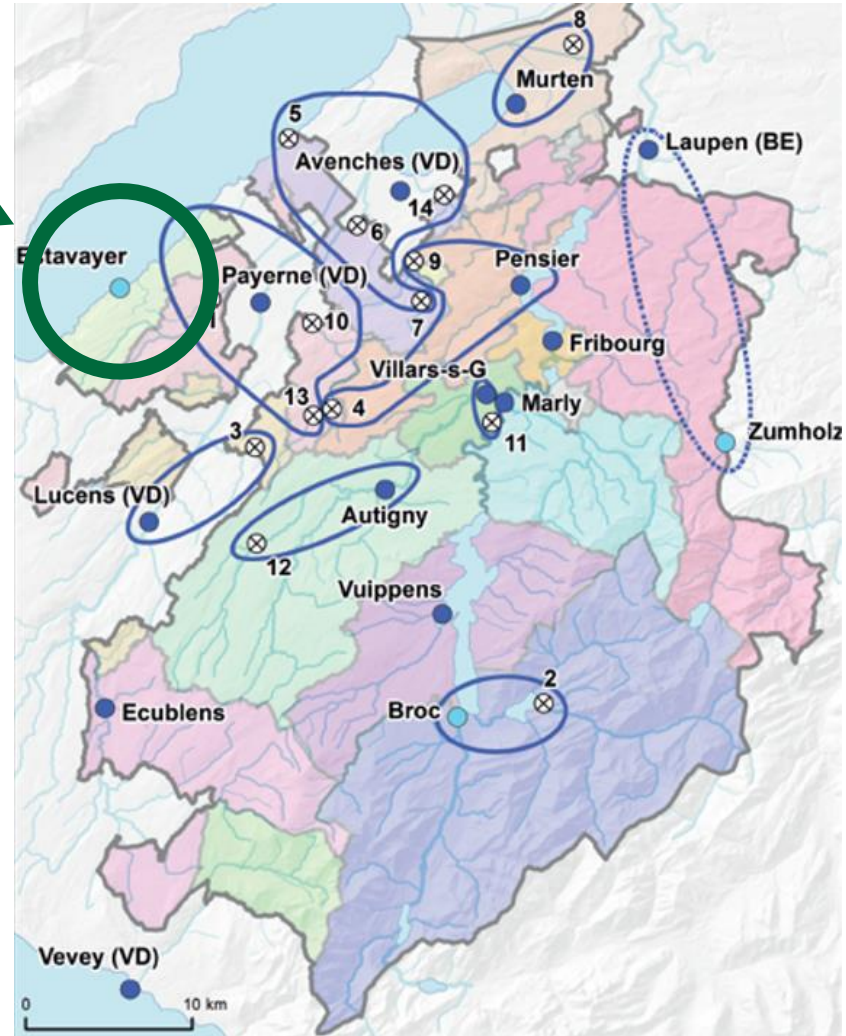 8
Murten
5
Laupen (BE)
Avenches (VD)
14
6
Estavayer
9
Pensier
Payerne (VD)
1
7
10
Fribourg
Villars-s-G
13
4
Marly
11
3
Zumholz
Lucens (VD)
Autigny
12
Vuippens
2
Ecublens
Broc
Vevey (VD)
0 10 km